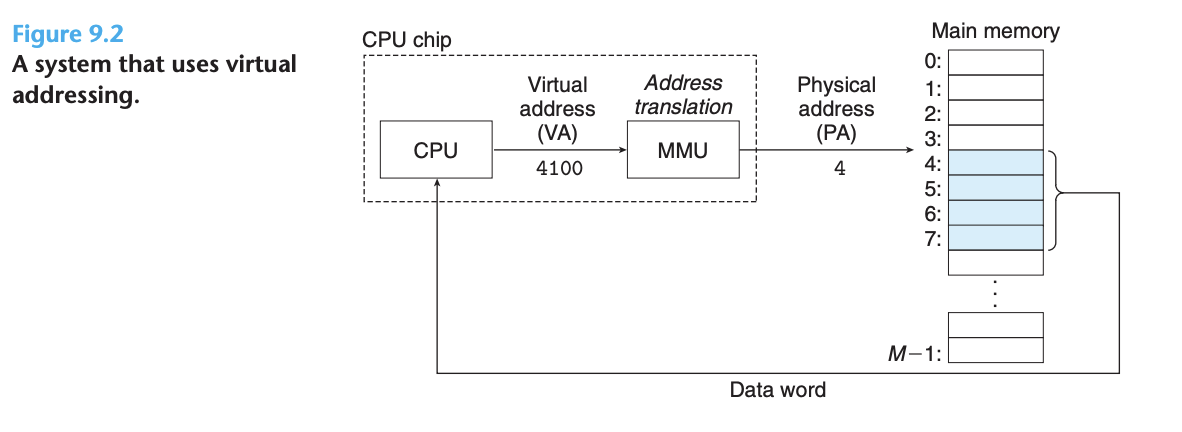 Figure 9.2
A system that uses virtual
addressing.
CPU chip
Virtual
address
(VA)
4100
Address
translation
CPU
MMU
Physical
address
(PA)
4
Main memory
0:
1:
2:
3:
4:
5:
6:
7:
M−1:
Data word